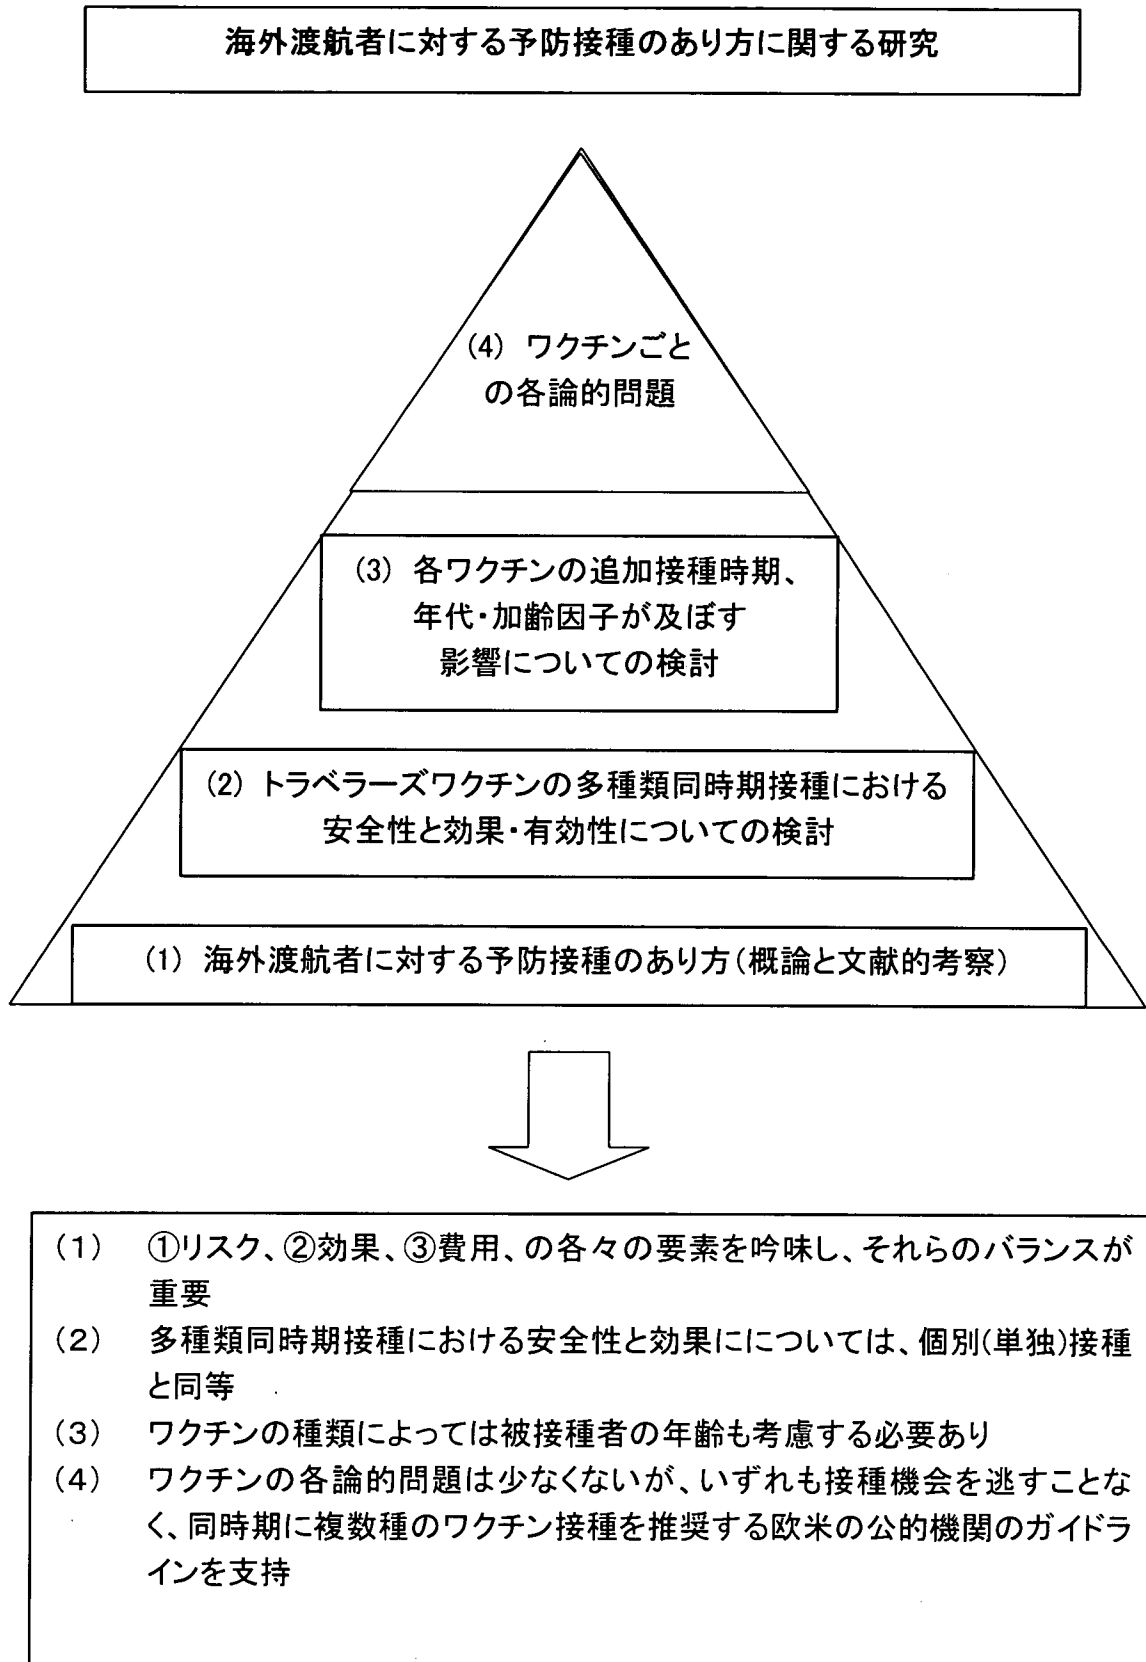 海外渡航者に対する予防接種のあり方に関する研究
(4) ワクチンごと
の各論的問題
(3) 各ワクチンの追加接種時期、
年代・加齢因子が及ぼす
影響についての検討
(2) トラベラーズワクチンの多種類同時期接種における
安全性と効果・有効性についての検討
(1) 海外渡航者に対する予防接種のあり方(概論と文献的考察)
(1) ①リスク、②効果、③費用、の各々の要素を吟味し、それらのバランスが
重要
(2) 多種類同時期接種における安全性と効果にについては、個別(単独)接種
と同等
(3) ワクチンの種類によっては被接種者の年齢も考慮する必要あり
(4) ワクチンの各論的問題は少なくないが、いずれも接種機会を逃すことな
く、同時期に複数種のワクチン接種を推奨する欧米の公的機関のガイドラ
インを支持